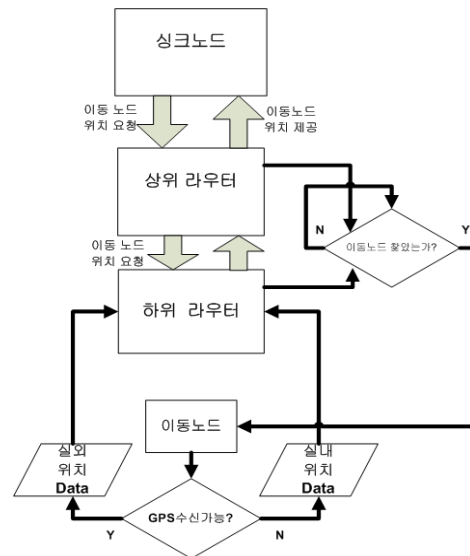 싱크노드
이동 노드
위치 요청
이동노드
위치 제공
상위 라우터
N
이동노드 찾았는가?
Y
이동 노드
위치 요청
하위 라우터
이동노드
실외
위치
Data
실내
위치
Data
GPS수신가능?
Y
N